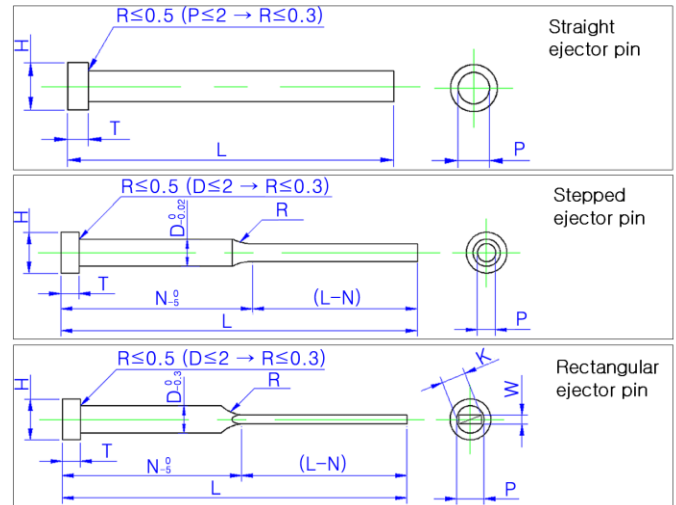 R≤0.5 (P≤2 → R≤0.3)
Straight
ejector pin
H
T
L
P
R≤0.5 (D≤2 → R≤0.3)
Stepped
ejector pin
H
D 0 -0.02
R
T
N 0 -5
(L-N)
L
P
R≤0.5 (D≤2 → R≤0.3)
Rectangular
ejector pin
H
D 0 -0.3
R
K
W
T
N 0 -5
(L-N)
L
P